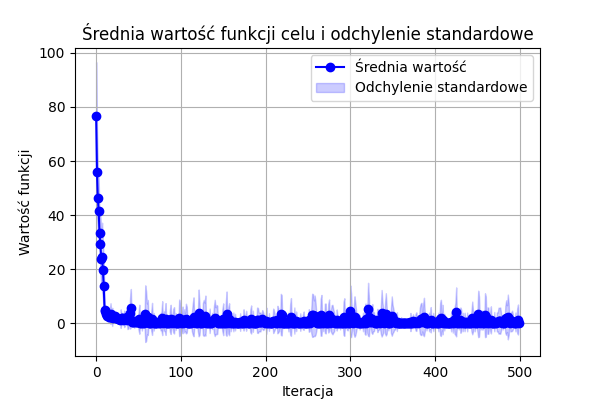 Średnia wartość funkcji celu i odchylenie standardowe
Średnia wartość
Odchylenie standardowe
Wartość funkcji
100
80
60
40
20
0
0 100 200 300 400 500
Iteracja